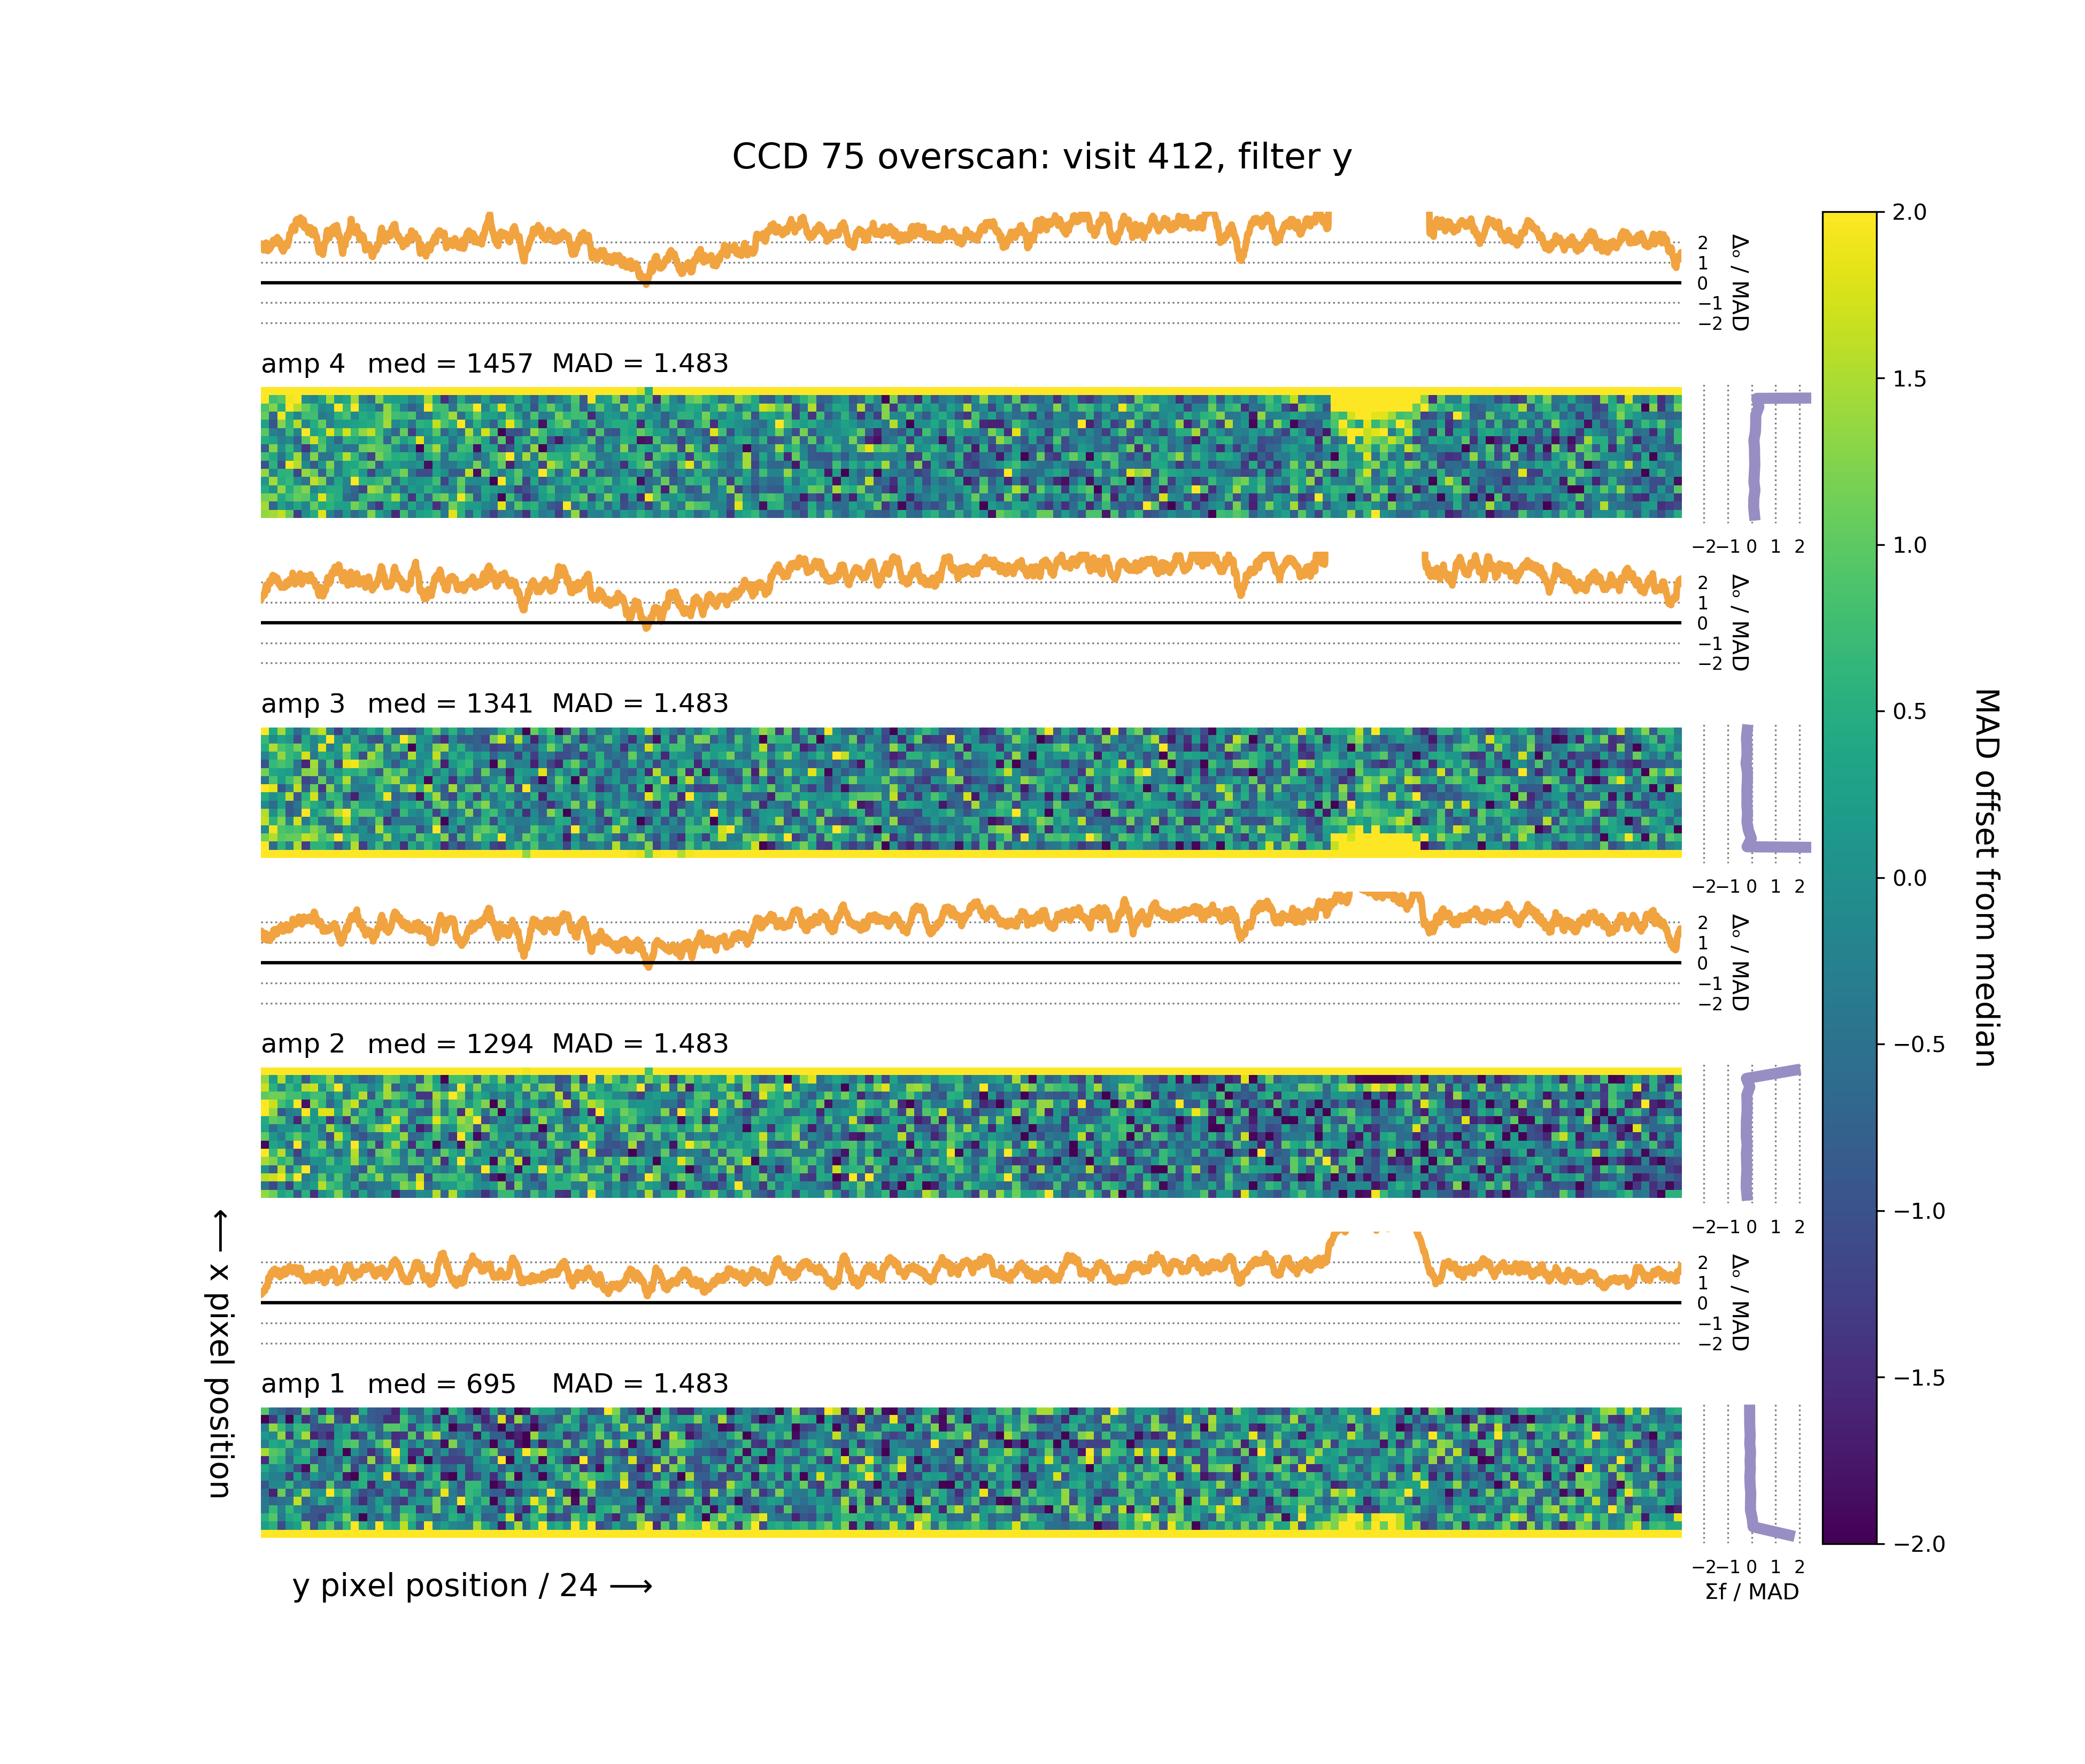 CCD 75 overscan: visit 412, filter y
2
1
0
−1
−2
Δₒ / MAD
amp 4 med = 1457 MAD = 1.483
−2 −1 0 1 2
2
1
0
−1
−2
Δₒ / MAD
amp 3 med = 1341 MAD = 1.483
−2 −1 0 1 2
2
1
0
−1
−2
Δₒ / MAD
amp 2 med = 1294 MAD = 1.483
−2 −1 0 1 2
2
1
0
−1
−2
Δₒ / MAD
amp 1 med = 695 MAD = 1.483
−2 −1 0 1 2
Σf / MAD
⟵ x pixel position
y pixel position / 24 ⟶
2.0
1.5
1.0
0.5
0.0
−0.5
−1.0
−1.5
−2.0
MAD offset from median